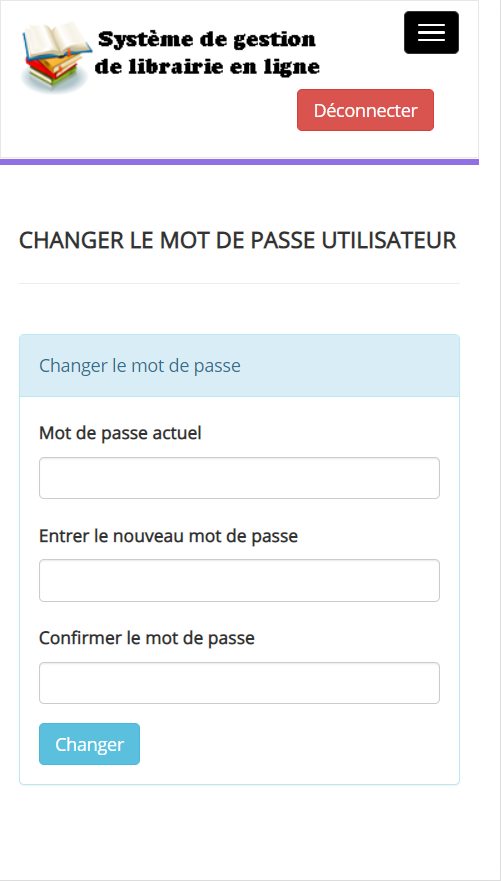 Système de gestion
de librairie en ligne
Déconnecter
CHANGER LE MOT DE PASSE UTILISATEUR
Changer le mot de passe
Mot de passe actuel
Entrer le nouveau mot de passe
Confirmer le mot de passe
Changer